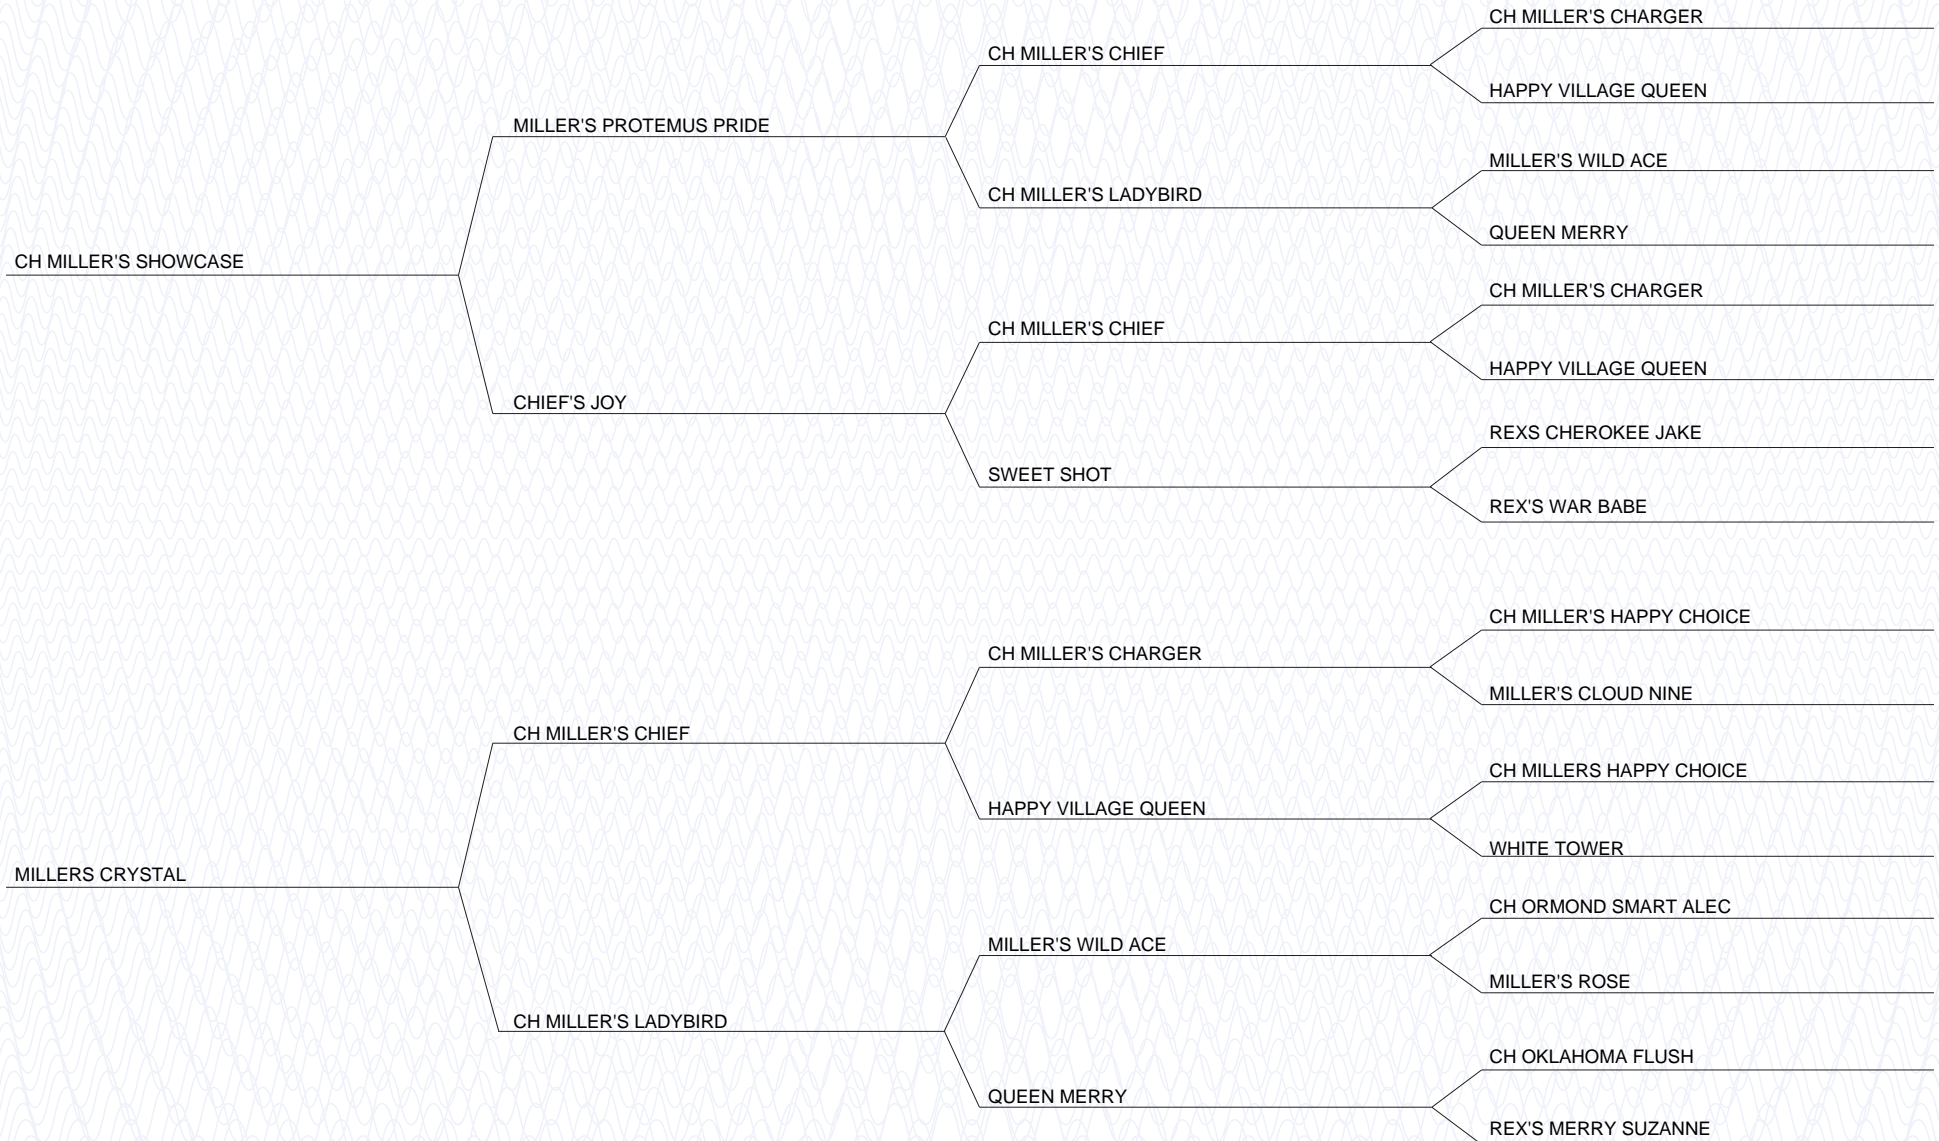 CH MILLER'S CHARGER
CH MILLER'S CHIEF
HAPPY VILLAGE QUEEN
MILLER'S PROTEMUS PRIDE
MILLER'S WILD ACE
CH MILLER'S LADYBIRD
QUEEN MERRY
CH MILLER'S SHOWCASE
CH MILLER'S CHARGER
CH MILLER'S CHIEF
HAPPY VILLAGE QUEEN
CHIEF'S JOY
REXS CHEROKEE JAKE
SWEET SHOT
REX'S WAR BABE
CH MILLER'S HAPPY CHOICE
CH MILLER'S CHARGER
MILLER'S CLOUD NINE
CH MILLER'S CHIEF
CH MILLERS HAPPY CHOICE
HAPPY VILLAGE QUEEN
WHITE TOWER
MILLERS CRYSTAL
CH ORMOND SMART ALEC
MILLER'S WILD ACE
MILLER'S ROSE
CH MILLER'S LADYBIRD
CH OKLAHOMA FLUSH
QUEEN MERRY
REX'S MERRY SUZANNE